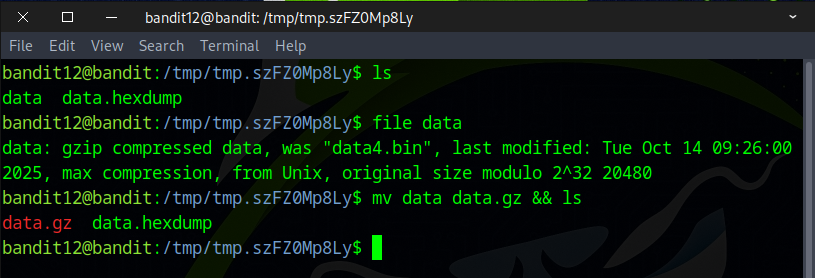 bandit12@bandit: /tmp/tmp.szFZ0Mp8Ly
File Edit View Search Terminal Help
bandit12@bandit:/tmp/tmp.szFZ0Mp8Ly$ ls
data  data.hexdump
bandit12@bandit:/tmp/tmp.szFZ0Mp8Ly$ file data
data: gzip compressed data, was "data4.bin", last modified: Tue Oct 14 09:26:00
2025, max compression, from Unix, original size modulo 2^32 20480
bandit12@bandit:/tmp/tmp.szFZ0Mp8Ly$ mv data data.gz && ls
data.gz  data.hexdump
bandit12@bandit:/tmp/tmp.szFZ0Mp8Ly$